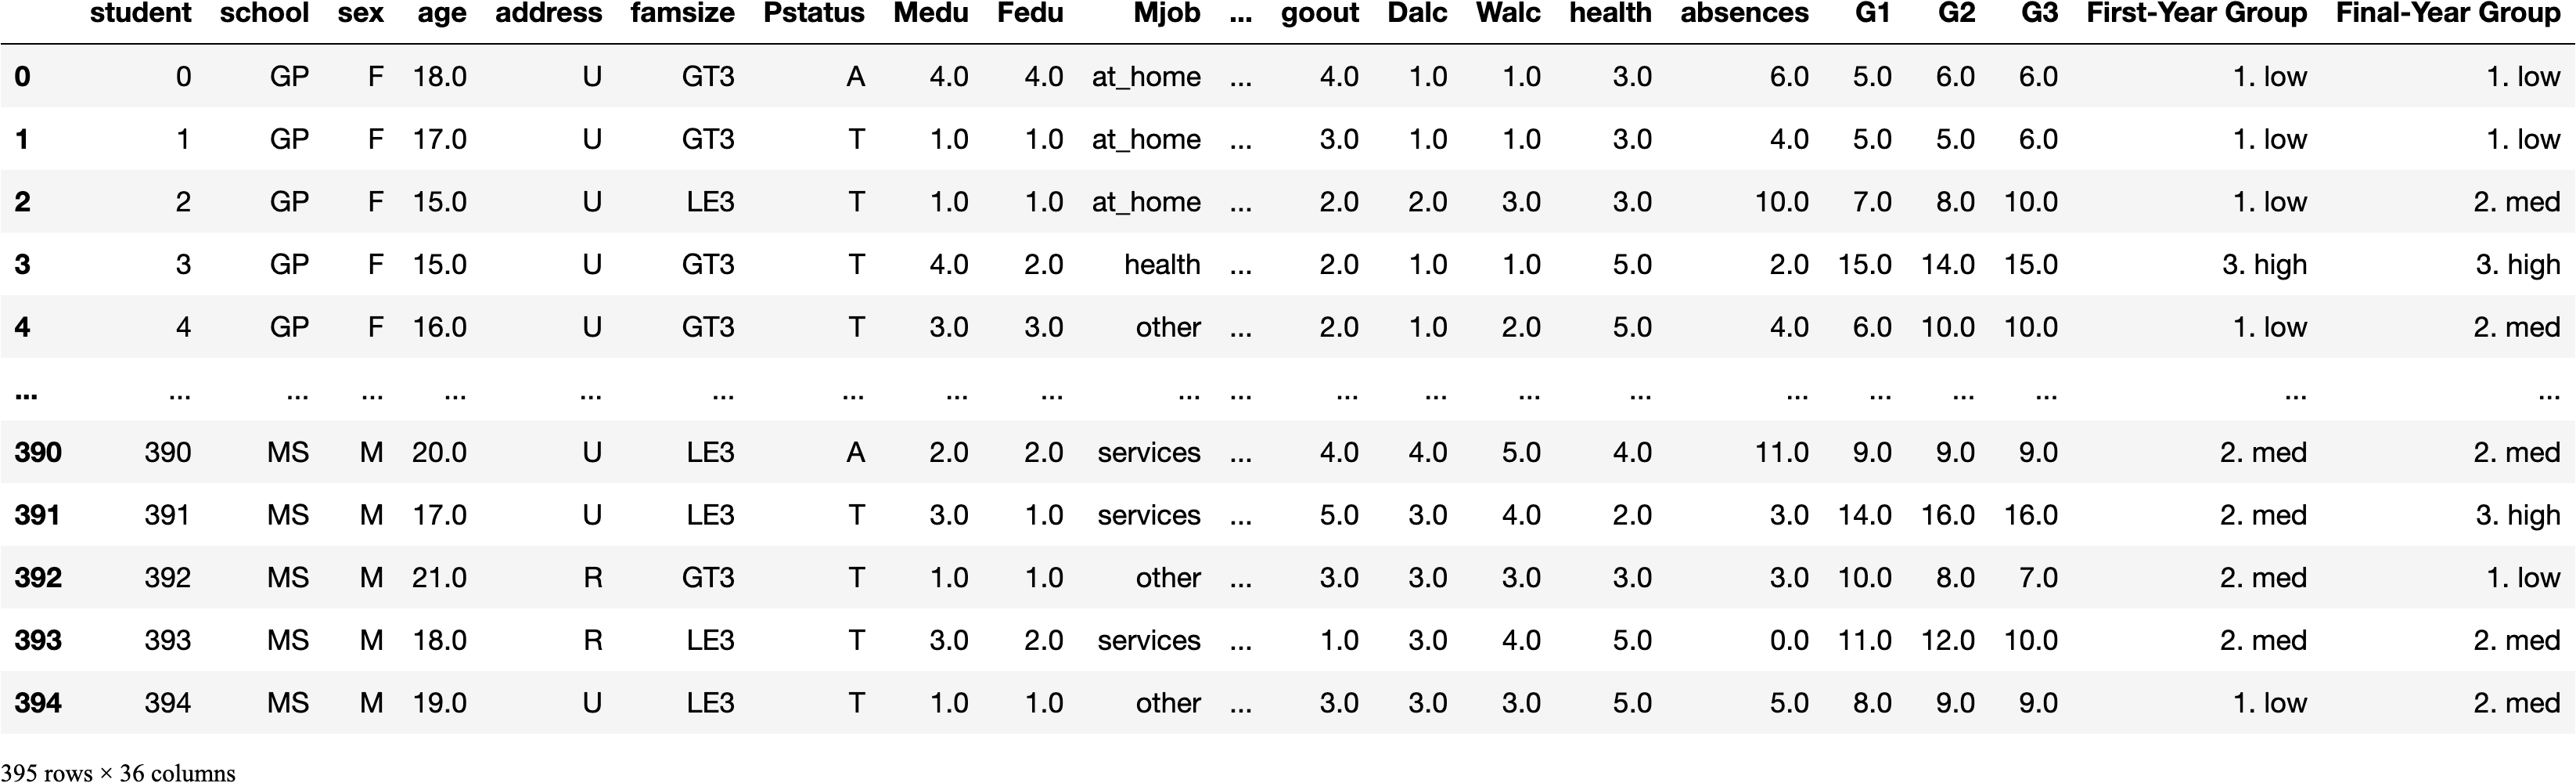 student school sex age address famsize Pstatus Medu Fedu Mjob ... goout Dalc Walc health absences G1 G2 G3 First-Year Group Final-Year Group
0 0 GP F 18.0 U GT3 A 4.0 4.0 at_home ... 4.0 1.0 1.0 3.0 6.0 5.0 6.0 6.0 1. low 1. low
1 1 GP F 17.0 U GT3 T 1.0 1.0 at_home ... 3.0 1.0 1.0 3.0 4.0 5.0 5.0 6.0 1. low 1. low
2 2 GP F 15.0 U LE3 T 1.0 1.0 at_home ... 2.0 2.0 3.0 3.0 10.0 7.0 8.0 10.0 1. low 2. med
3 3 GP F 15.0 U GT3 T 4.0 2.0 health ... 2.0 1.0 1.0 5.0 2.0 15.0 14.0 15.0 3. high 3. high
4 4 GP F 16.0 U GT3 T 3.0 3.0 other ... 2.0 1.0 2.0 5.0 4.0 6.0 10.0 10.0 1. low 2. med
... ... ... ... ... ... ... ... ... ... ... ... ... ... ... ... ... ... ... ... ... ...
390 390 MS M 20.0 U LE3 A 2.0 2.0 services ... 4.0 4.0 5.0 4.0 11.0 9.0 9.0 9.0 2. med 2. med
391 391 MS M 17.0 U LE3 T 3.0 1.0 services ... 5.0 3.0 4.0 2.0 3.0 14.0 16.0 16.0 2. med 3. high
392 392 MS M 21.0 R GT3 T 1.0 1.0 other ... 3.0 3.0 3.0 3.0 3.0 10.0 8.0 7.0 2. med 1. low
393 393 MS M 18.0 R LE3 T 3.0 2.0 services ... 1.0 3.0 4.0 5.0 0.0 11.0 12.0 10.0 2. med 2. med
394 394 MS M 19.0 U LE3 T 1.0 1.0 other ... 3.0 3.0 3.0 5.0 5.0 8.0 9.0 9.0 1. low 2. med
395 rows × 36 columns